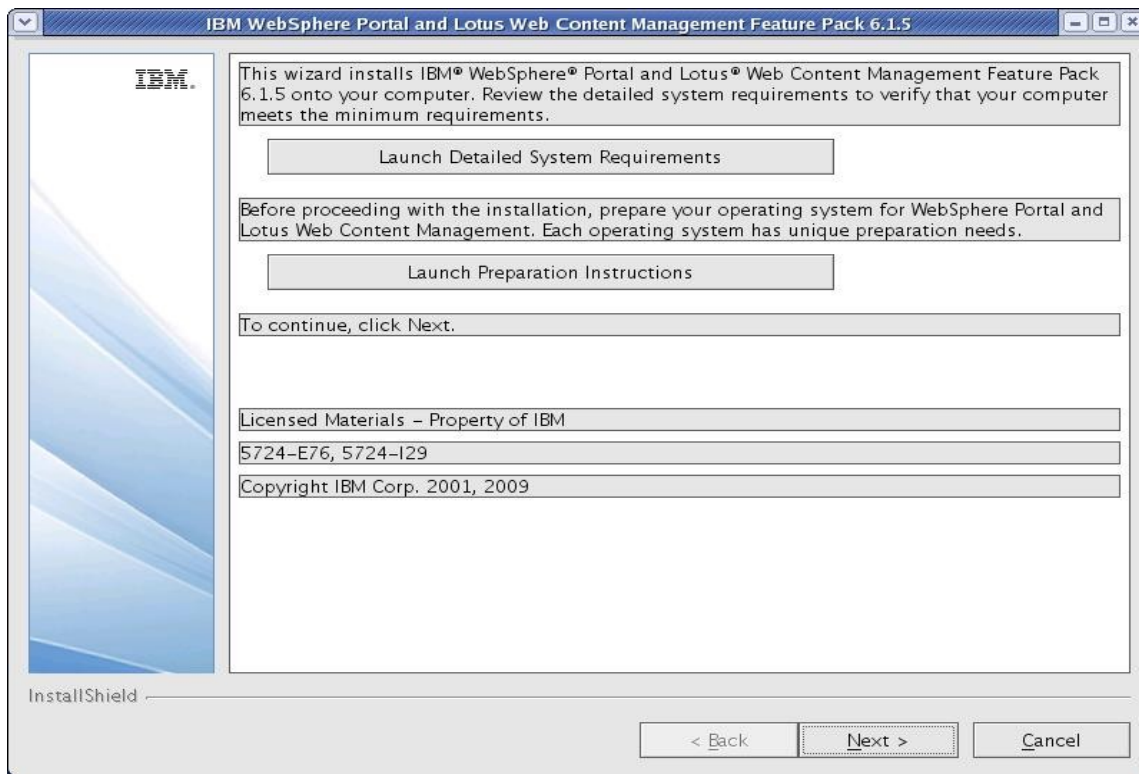 IBM WebSphere Portal and Lotus Web Content Management Feature Pack 6.1.5
IBM.
This wizard installs IBM® WebSphere® Portal and Lotus® Web Content Management Feature Pack
6.1.5 onto your computer. Review the detailed system requirements to verify that your computer
meets the minimum requirements.
Launch Detailed System Requirements
Before proceeding with the installation, prepare your operating system for WebSphere Portal and
Lotus Web Content Management. Each operating system has unique preparation needs.
Launch Preparation Instructions
To continue, click Next.
Licensed Materials – Property of IBM
5724–E76, 5724–I29
Copyright IBM Corp. 2001, 2009
InstallShield
< Back
Next >
Cancel